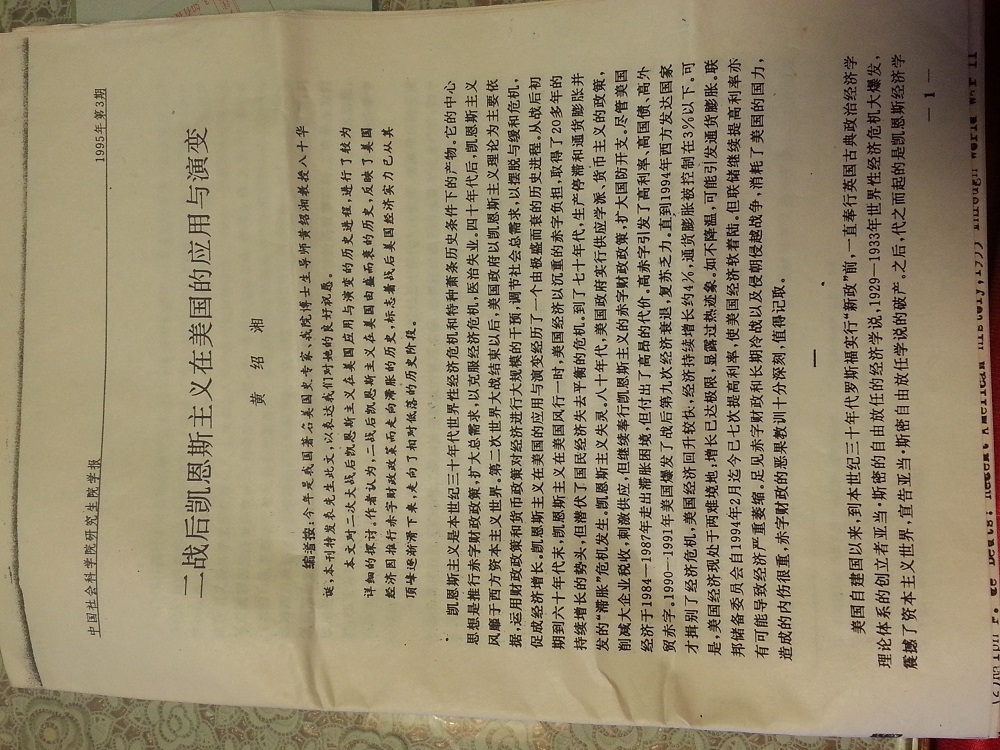 中国社会科学院研究生院学报
1995年第3期
二战后凯恩斯主义在美国的应用与演变
黄 绍 湘
编者按:今年是我国著名美国史专家、我院博士生导师黄绍湘教授八十华
诞,本刊特发表先生此文,以表达我们对她的良好祝愿。
本文对二次大战后凯恩斯主义在美国应用与演变的历史进程,进行了较为
详细的探讨。作者认为,二战后凯恩斯主义在美国由盛而衰的历史,反映了美国
经济因推行赤字财政政策而走向滞胀的历史,标志着战后美国经济实力已从其
顶峰逐渐滑下来,走向了相对低落的历史阶段。
凯恩斯主义是本世纪三十年代世界性经济危机和特种萧条历史条件下的产物。它的中心
思想是推行赤字财政政策,扩大总需求,以克服经济危机,医治失业。四十年代后,凯恩斯主义
风靡于西方资本主义世界。第二次世界大战结束以后,美国政府以凯恩斯主义理论为主要依
据,运用财政政策和货币政策对经济进行大规模的干预,调节社会总需求,以摆脱与缓和危机,
促成经济增长。凯恩斯主义在美国的应用与演变经历了一个由极盛而衰的历史进程。从战后初
期到六十年代末,凯恩斯主义在美国风行一时,美国经济以沉重的赤字负担,取得了20多年的
持续增长的势头,但潜伏了国民经济失去平衡的危机。到了七十年代,生产停滞和通货膨胀并
发的“滞胀”危机发生。凯恩斯主义失灵。八十年代,美国政府实行供应学派、货币主义的政策,
削减大企业税收,刺激供应,但继续奉行凯恩斯主义的赤字财政政策,扩大国防开支。尽管美国
经济于1984—1987年走出滞胀困境,但付出了高昂的代价。高赤字引发了高利率、高国债、高外
贸赤字。1990—1991年美国爆发了战后第九次经济衰退,复苏乏力,直到1994年西方发达国家
才揖别了经济危机,美国经济回升较快,经济持续增长约4%,通货膨胀被控制在3%以下。可
是,美国经济现处于两难境地,增长已达极限,显露过热迹象。如不降温,可能引发通货膨胀。联
邦储备委员会自1994年2月迄今已七次提高利率,使美国经济软着陆。但联储继续提高利率亦
有可能导致经济严重萎缩。足见赤字财政和长期冷战以及侵朝侵越战争,消耗了美国的国力,
造成的内伤很重,赤字财政的恶果教训十分深刻,值得记取。
一
美国自建国以来,到本世纪三十年代罗斯福实行“新政”前,一直奉行英国古典政治经济学
理论体系的创立者亚当·斯密的自由放任的经济学说,1929—1933年世界性经济危机大爆发,
震撼了资本主义世界,宣告亚当·斯密自由放任学说的破产,之后,代之而起的是凯恩斯经济学
— 1 —